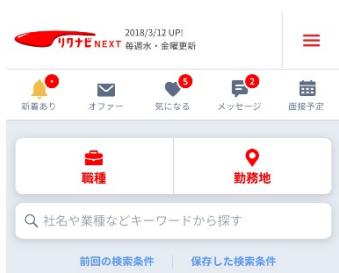 リクナビNEXT
2018/3/12 UP!
毎週水・金曜更新
5
2
新着あり
オファー
気になる
メッセージ
面接予定
職種
勤務地
社名や業種などキーワードから探す
前回の検索条件
保存した検索条件